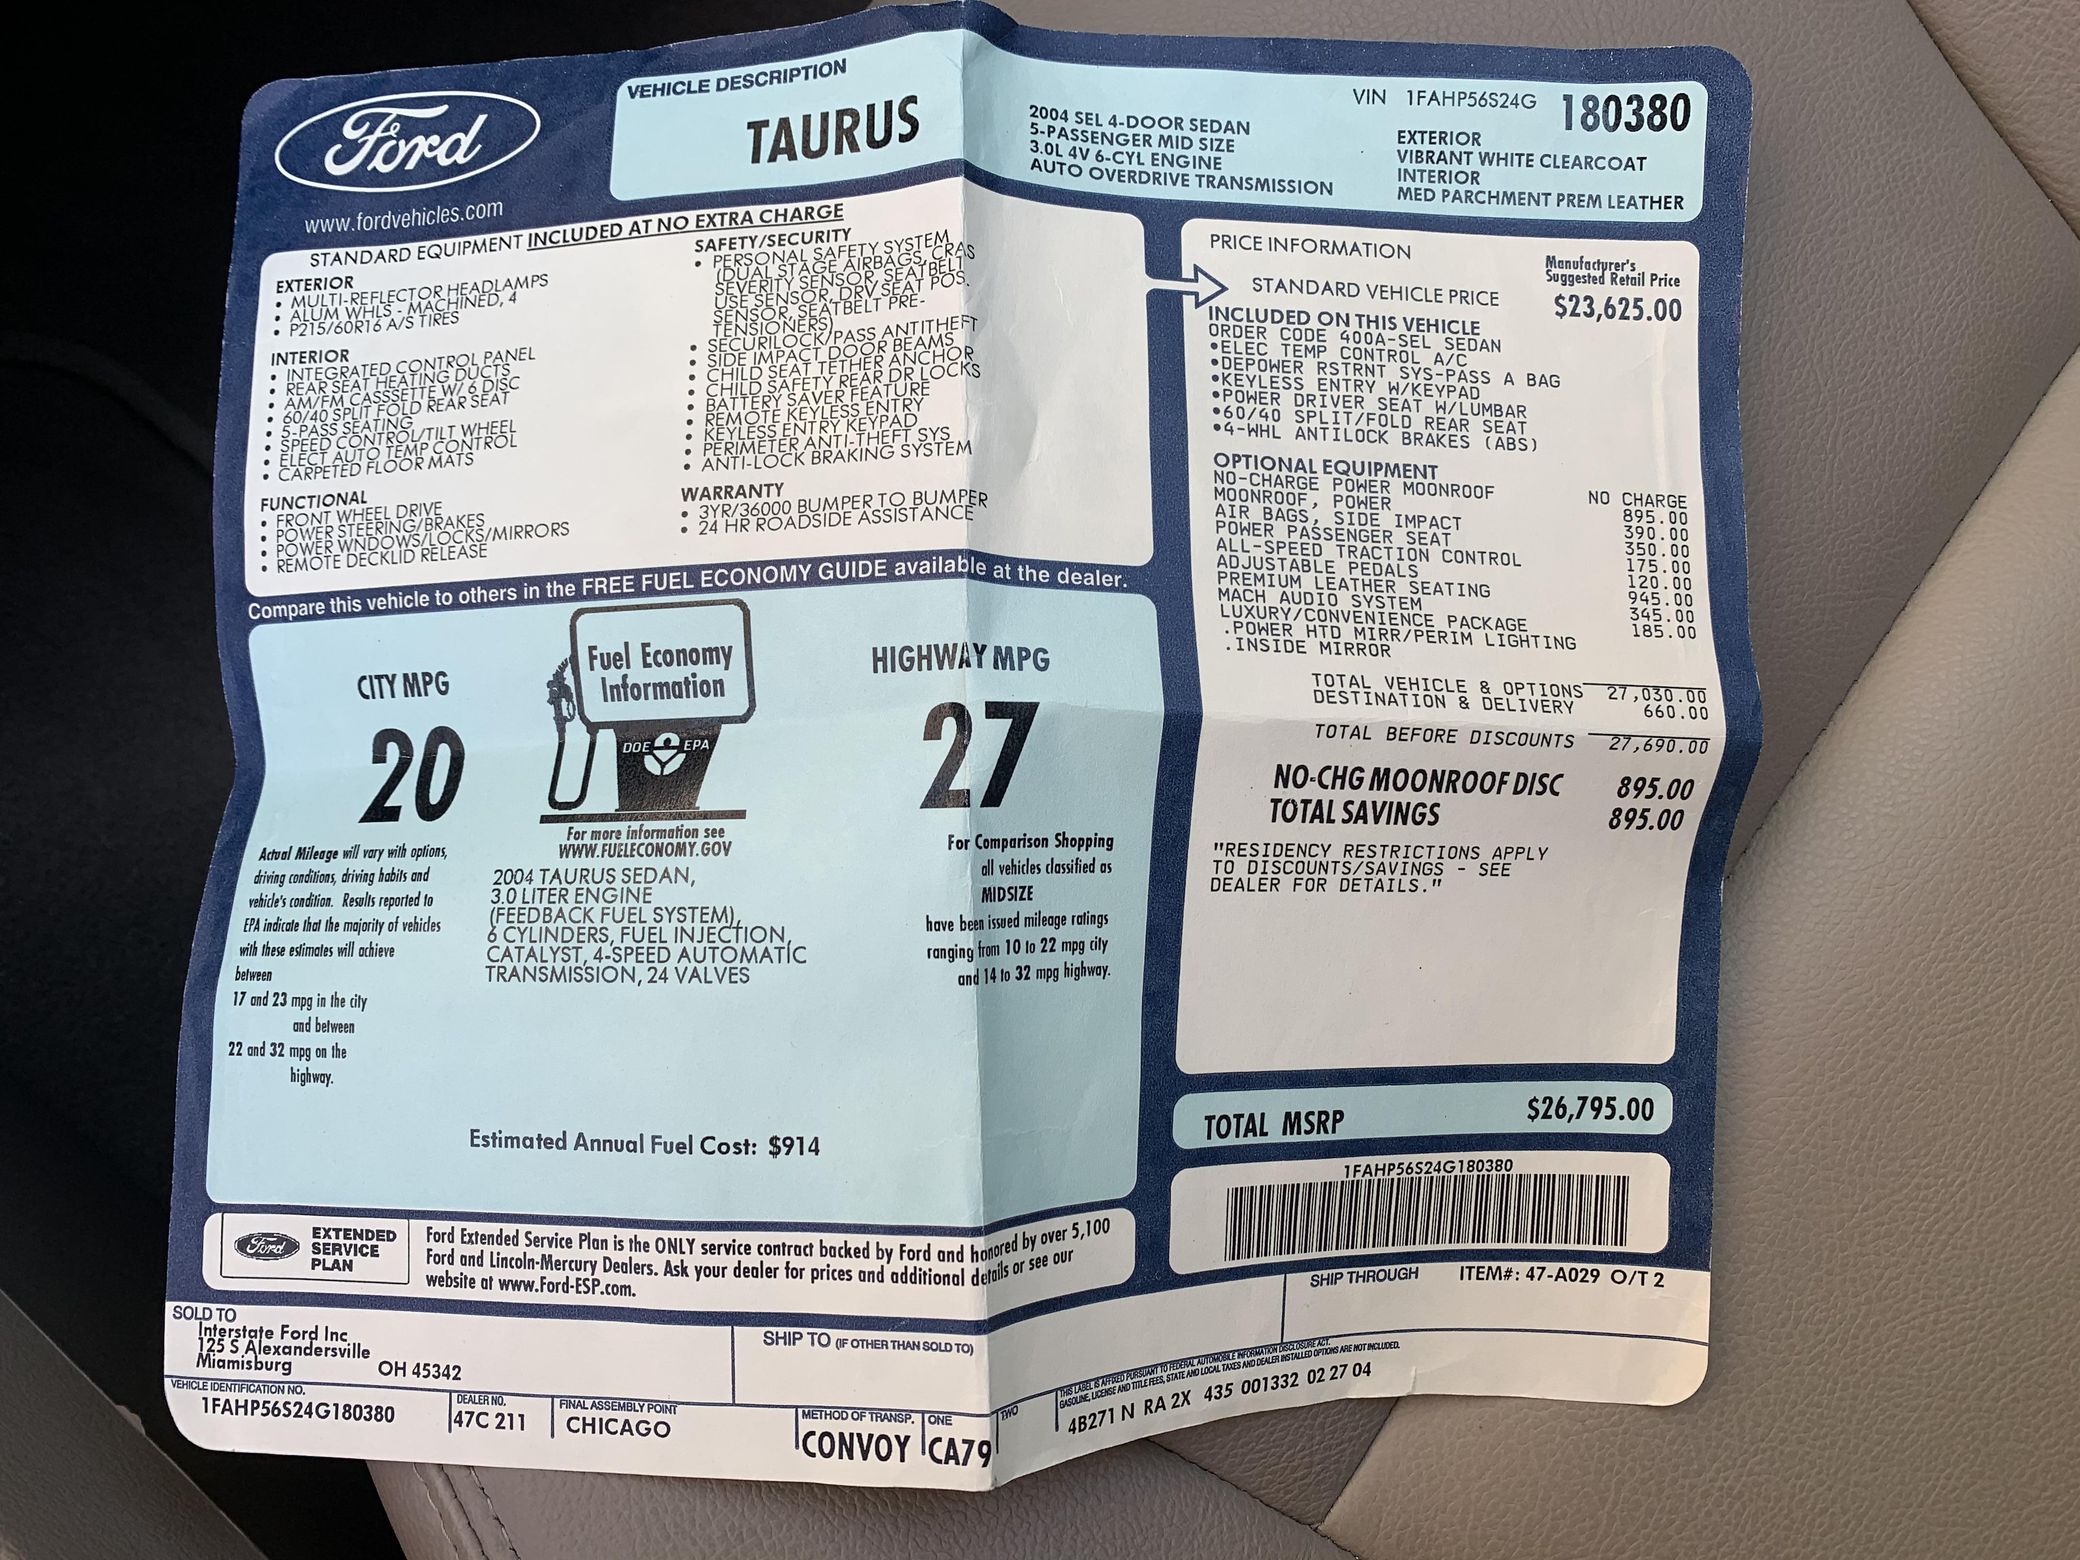 Ford
www.fordvehicles.com
VEHICLE DESCRIPTION
TAURUS
2004 SEL 4-DOOR SEDAN
5-PASSENGER MID SIZE
3.0L 4V 6-CYL ENGINE
AUTO OVERDRIVE TRANSMISSION
VIN 1FAHP56S24G 180380
EXTERIOR
VIBRANT WHITE CLEARCOAT
INTERIOR
MED PARCHMENT PREM LEATHER
STANDARD EQUIPMENT INCLUDED AT NO EXTRA CHARGE
EXTERIOR
• MULTI-REFLECTOR HEADLAMPS
• ALUM WHLS - MACHINED, 4
• P215/60R16 A/S TIRES
INTERIOR
• INTEGRATED CONTROL PANEL
• REAR SEAT HEATING DUCTS
• AM/FM CASSSETTE W/ 6 DISC
• 60/40 SPLIT FOLD REAR SEAT
• 5-PASS SEATING
• SPEED CONTROL/TILT WHEEL
• ELECT AUTO TEMP CONTROL
• CARPETED FLOOR MATS
FUNCTIONAL
• FRONT WHEEL DRIVE
• POWER STEERING/BRAKES
• POWER WNDOWS/LOCKS/MIRRORS
• REMOTE DECKLID RELEASE
SAFETY/SECURITY
• PERSONAL SAFETY SYSTEM
(DUAL STAGE AIRBAGS, CRAS
SEVERITY SENSOR, SEATBELT
USE SENSOR, DRV SEAT POS.
SENSOR, SEATBELT PRE-
TENSIONERS)
• SECURILOCK/PASS ANTITHEFT
• SIDE IMPACT DOOR BEAMS
• CHILD SEAT TETHER ANCHOR
• CHILD SAFETY REAR DR LOCKS
• BATTERY SAVER FEATURE
• REMOTE KEYLESS ENTRY
• KEYLESS ENTRY KEYPAD
• PERIMETER ANTI-THEFT SYS
• ANTI-LOCK BRAKING SYSTEM
WARRANTY
• 3YR/36000 BUMPER TO BUMPER
• 24 HR ROADSIDE ASSISTANCE
PRICE INFORMATION
Manufacturer's
Suggested Retail Price
STANDARD VEHICLE PRICE $23,625.00
INCLUDED ON THIS VEHICLE
ORDER CODE 400A-SEL SEDAN
•ELEC TEMP CONTROL A/C
•DEPOWER RSTRNT SYS-PASS A BAG
•KEYLESS ENTRY W/KEYPAD
•POWER DRIVER SEAT W/LUMBAR
•60/40 SPLIT/FOLD REAR SEAT
•4-WHL ANTILOCK BRAKES (ABS)
OPTIONAL EQUIPMENT
NO-CHARGE POWER MOONROOF NO CHARGE
MOONROOF, POWER 895.00
AIR BAGS, SIDE IMPACT 390.00
POWER PASSENGER SEAT 350.00
ALL-SPEED TRACTION CONTROL 175.00
ADJUSTABLE PEDALS 120.00
PREMIUM LEATHER SEATING 945.00
MACH AUDIO SYSTEM 345.00
LUXURY/CONVENIENCE PACKAGE 185.00
.POWER HTD MIRR/PERIM LIGHTING
.INSIDE MIRROR
TOTAL VEHICLE & OPTIONS 27,030.00
DESTINATION & DELIVERY 660.00
TOTAL BEFORE DISCOUNTS 27,690.00
NO-CHG MOONROOF DISC 895.00
TOTAL SAVINGS 895.00
"RESIDENCY RESTRICTIONS APPLY
TO DISCOUNTS/SAVINGS - SEE
DEALER FOR DETAILS."
Compare this vehicle to others in the FREE FUEL ECONOMY GUIDE available at the dealer.
CITY MPG
20
Fuel Economy
Information
DOE EPA
HIGHWAY MPG
27
For more information see
WWW.FUELECONOMY.GOV
Actual Mileage will vary with options,
driving conditions, driving habits and
vehicle's condition. Results reported to
EPA indicate that the majority of vehicles
with these estimates will achieve
between
17 and 23 mpg in the city
and between
22 and 32 mpg on the
highway.
2004 TAURUS SEDAN,
3.0 LITER ENGINE
(FEEDBACK FUEL SYSTEM),
6 CYLINDERS, FUEL INJECTION,
CATALYST, 4-SPEED AUTOMATIC
TRANSMISSION, 24 VALVES
For Comparison Shopping
all vehicles classified as
MIDSIZE
have been issued mileage ratings
ranging from 10 to 22 mpg city
and 14 to 32 mpg highway.
Estimated Annual Fuel Cost: $914
TOTAL MSRP $26,795.00
1FAHP56S24G180380
Ford
EXTENDED
SERVICE
PLAN
Ford Extended Service Plan is the ONLY service contract backed by Ford and honored by over 5,100
Ford and Lincoln-Mercury Dealers. Ask your dealer for prices and additional details or see our
website at www.Ford-ESP.com.
SHIP THROUGH ITEM#: 47-A029 O/T 2
SOLD TO
Interstate Ford Inc
125 S Alexandersville
Miamisburg OH 45342
SHIP TO (IF OTHER THAN SOLD TO)
VEHICLE IDENTIFICATION NO.
1FAHP56S24G180380
DEALER NO.
47C 211
FINAL ASSEMBLY POINT
CHICAGO
METHOD OF TRANSP.
CONVOY
ONE
CA79
TWO
THIS LABEL IS AFFIXED PURSUANT TO FEDERAL AUTOMOBILE INFORMATION DISCLOSURE ACT.
GASOLINE, LICENSE AND TITLE FEES, STATE AND LOCAL TAXES AND DEALER INSTALLED OPTIONS ARE NOT INCLUDED.
4B271 N RA 2X 435 001332 02 27 04